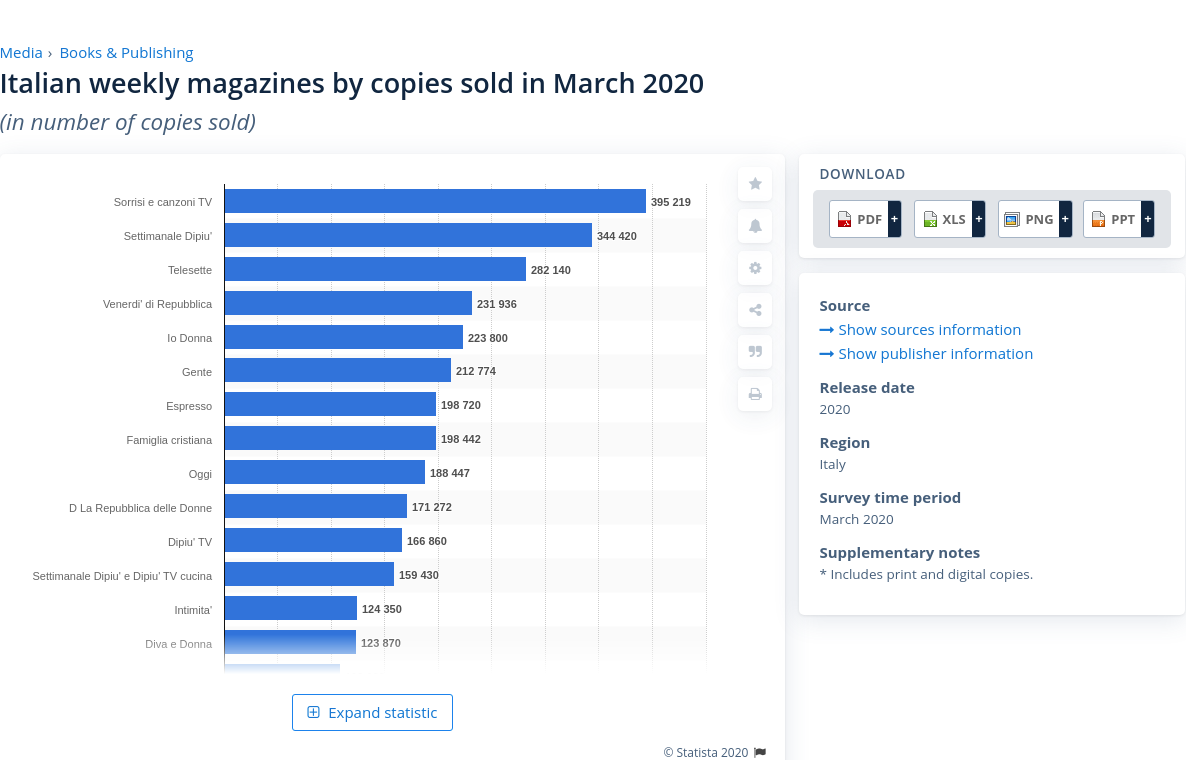 Media › Books & Publishing
Italian weekly magazines by copies sold in March 2020
(in number of copies sold)
Sorrisi e canzoni TV 395 219
Settimanale Dipiu' 344 420
Telesette 282 140
Venerdi' di Repubblica 231 936
Io Donna 223 800
Gente 212 774
Espresso 198 720
Famiglia cristiana 198 442
Oggi 188 447
D La Repubblica delle Donne 171 272
Dipiu' TV 166 860
Settimanale Dipiu' e Dipiu' TV cucina 159 430
Intimita' 124 350
Diva e Donna 123 870
Expand statistic
© Statista 2020
DOWNLOAD
PDF + XLS + PNG + PPT +
Source
Show sources information
Show publisher information
Release date
2020
Region
Italy
Survey time period
March 2020
Supplementary notes
* Includes print and digital copies.